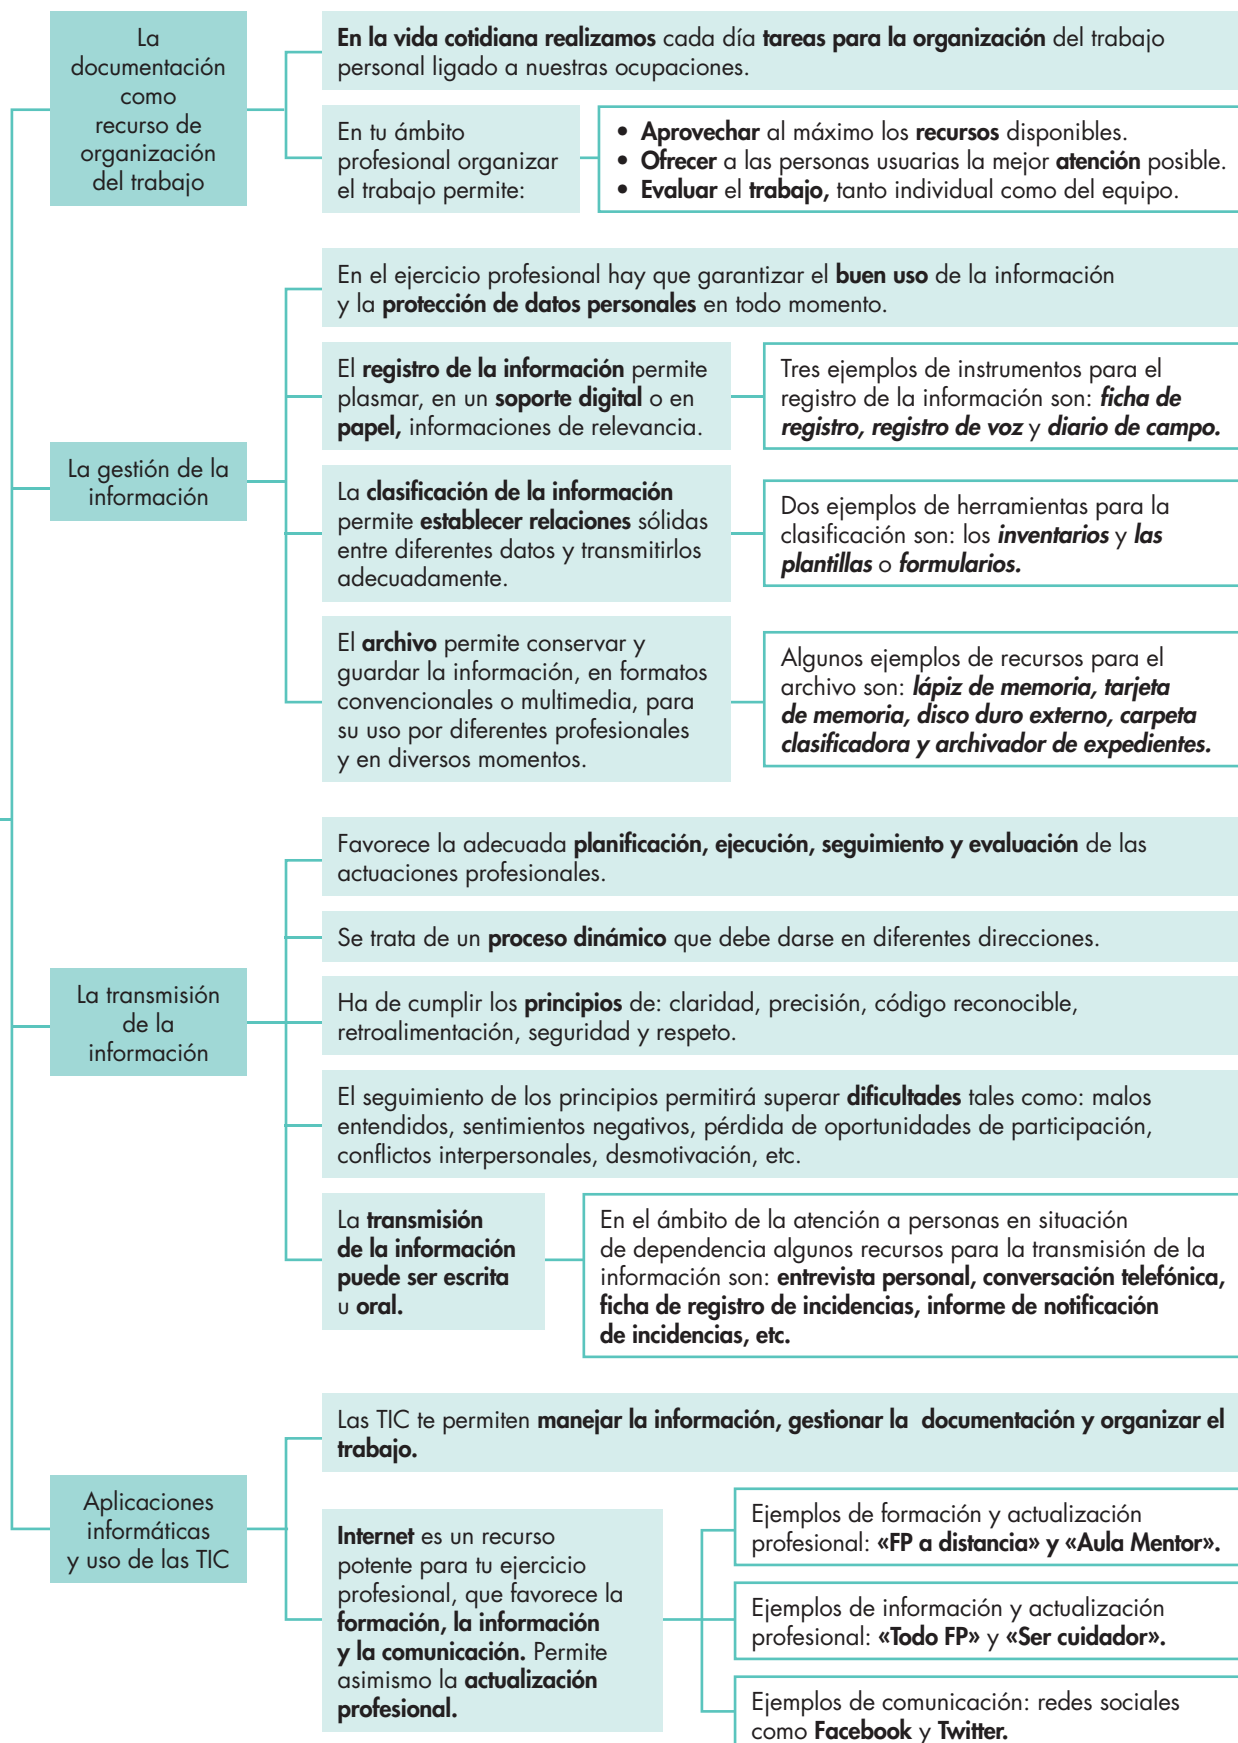 La
documentación
como
recurso de
organización
del trabajo
En la vida cotidiana realizamos cada día tareas para la organización del trabajo
personal ligado a nuestras ocupaciones.
En tu ámbito
profesional organizar
el trabajo permite:
• Aprovechar al máximo los recursos disponibles.
• Ofrecer a las personas usuarias la mejor atención posible.
• Evaluar el trabajo, tanto individual como del equipo.
La gestión de la
información
En el ejercicio profesional hay que garantizar el buen uso de la información
y la protección de datos personales en todo momento.
El registro de la información permite
plasmar, en un soporte digital o en
papel, informaciones de relevancia.
Tres ejemplos de instrumentos para el
registro de la información son: ficha de
registro, registro de voz y diario de campo.
La clasificación de la información
permite establecer relaciones sólidas
entre diferentes datos y transmitirlos
adecuadamente.
Dos ejemplos de herramientas para la
clasificación son: los inventarios y las
plantillas o formularios.
El archivo permite conservar y
guardar la información, en formatos
convencionales o multimedia, para
su uso por diferentes profesionales
y en diversos momentos.
Algunos ejemplos de recursos para el
archivo son: lápiz de memoria, tarjeta
de memoria, disco duro externo, carpeta
clasificadora y archivador de expedientes.
La transmisión
de la
información
Favorece la adecuada planificación, ejecución, seguimiento y evaluación de las
actuaciones profesionales.
Se trata de un proceso dinámico que debe darse en diferentes direcciones.
Ha de cumplir los principios de: claridad, precisión, código reconocible,
retroalimentación, seguridad y respeto.
El seguimiento de los principios permitirá superar dificultades tales como: malos
entendidos, sentimientos negativos, pérdida de oportunidades de participación,
conflictos interpersonales, desmotivación, etc.
La transmisión
de la información
puede ser escrita
u oral.
En el ámbito de la atención a personas en situación
de dependencia algunos recursos para la transmisión de la
información son: entrevista personal, conversación telefónica,
ficha de registro de incidencias, informe de notificación
de incidencias, etc.
Aplicaciones
informáticas
y uso de las TIC
Las TIC te permiten manejar la información, gestionar la documentación y organizar el
trabajo.
Internet es un recurso
potente para tu ejercicio
profesional, que favorece la
formación, la información
y la comunicación. Permite
asimismo la actualización
profesional.
Ejemplos de formación y actualización
profesional: «FP a distancia» y «Aula Mentor».
Ejemplos de información y actualización
profesional: «Todo FP» y «Ser cuidador».
Ejemplos de comunicación: redes sociales
como Facebook y Twitter.